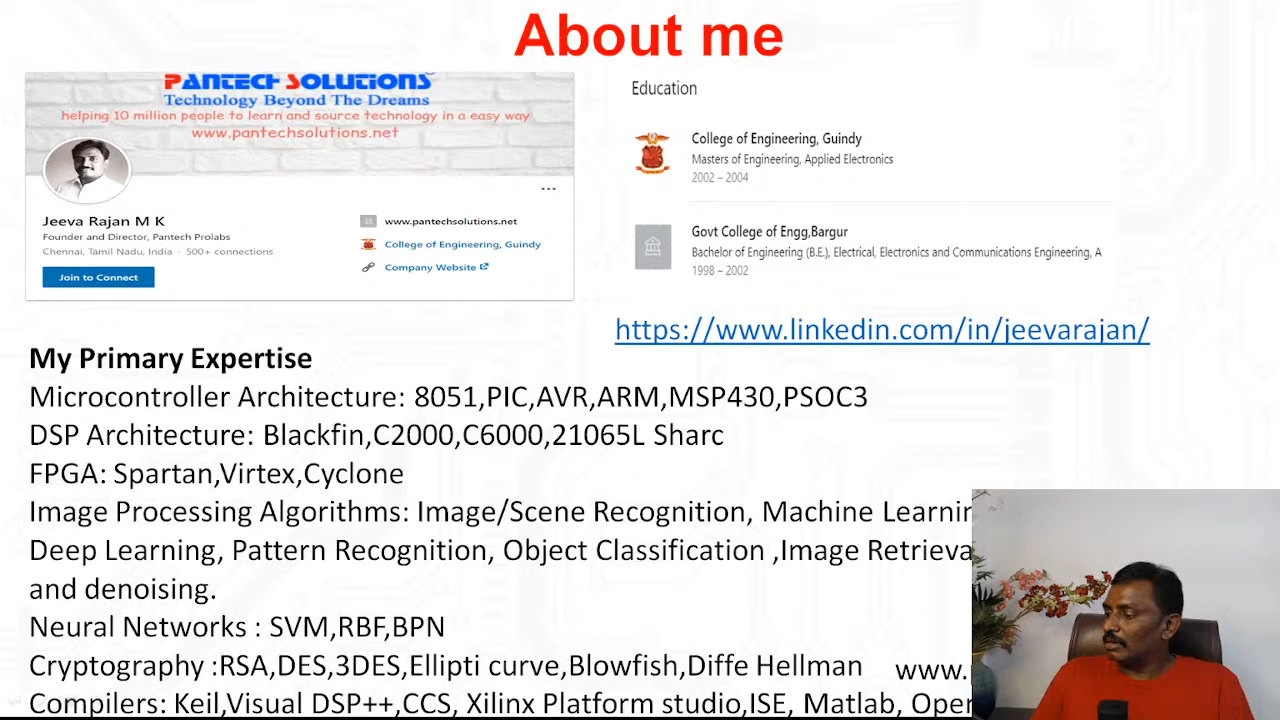 About me
PANTECH SOLUTIONS
Technology Beyond The Dreams
helping 10 million people to learn and source technology in a easy way
www.pantechsolutions.net
Jeeva Rajan M K
Founder and Director, Pantech Prolabs
Chennai, Tamil Nadu, India · 500+ connections
Join to Connect
www.pantechsolutions.net
College of Engineering, Guindy
Company Website
Education
College of Engineering, Guindy
Masters of Engineering, Applied Electronics
2002 – 2004
Govt College of Engg,Bargur
Bachelor of Engineering (B.E.), Electrical, Electronics and Communications Engineering, A
1998 – 2002
https://www.linkedin.com/in/jeevarajan/
My Primary Expertise
Microcontroller Architecture: 8051,PIC,AVR,ARM,MSP430,PSOC3
DSP Architecture: Blackfin,C2000,C6000,21065L Sharc
FPGA: Spartan,Virtex,Cyclone
Image Processing Algorithms: Image/Scene Recognition, Machine Learnin
Deep Learning, Pattern Recognition, Object Classification ,Image Retrieva
and denoising.
Neural Networks : SVM,RBF,BPN
Cryptography :RSA,DES,3DES,Ellipti curve,Blowfish,Diffe Hellman
www.
Compilers: Keil,Visual DSP++,CCS, Xilinx Platform studio,ISE, Matlab, Open